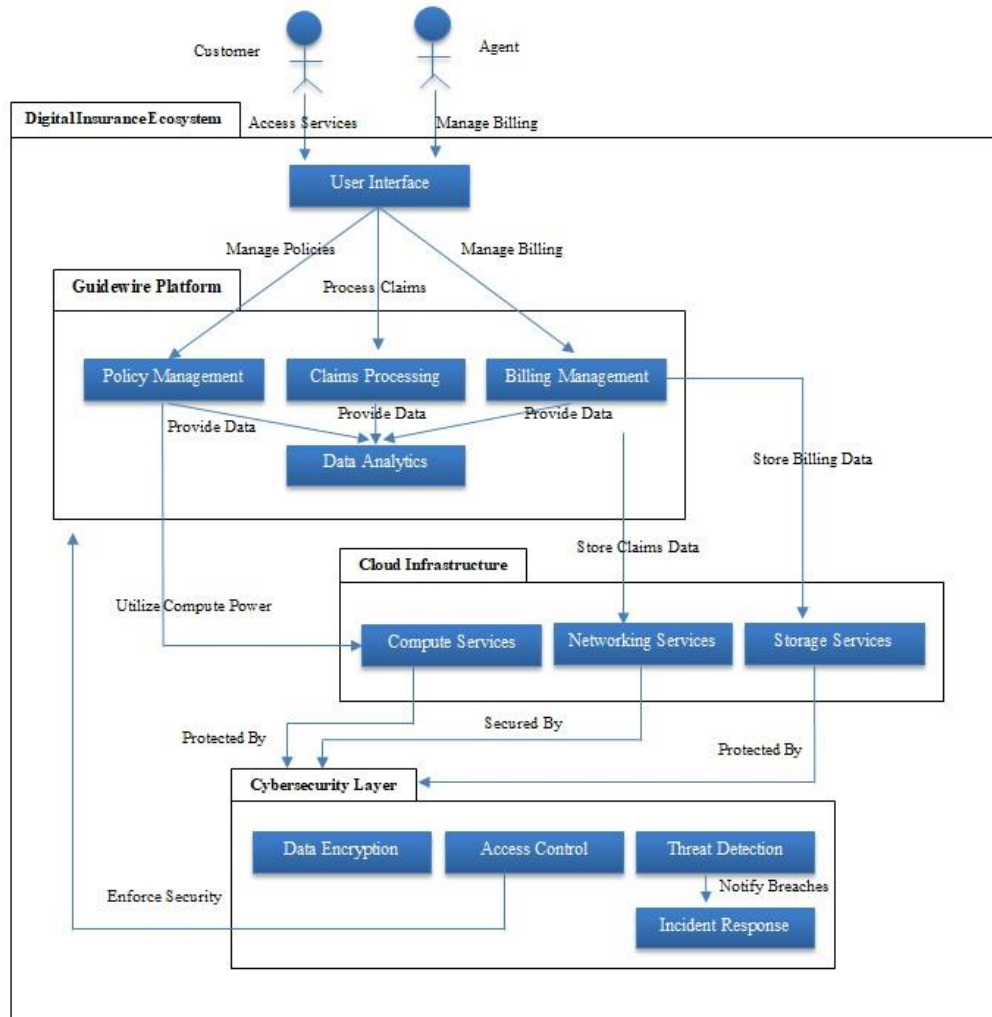 Customer
Agent
Digital Insurance Ecosystem
Access Services
Manage Billing
User Interface
Manage Policies
Manage Billing
Guidewire Platform
Process Claims
Policy Management
Claims Processing
Billing Management
Provide Data
Provide Data
Provide Data
Data Analytics
Store Billing Data
Store Claims Data
Cloud Infrastructure
Utilize Compute Power
Compute Services
Networking Services
Storage Services
Protected By
Secured By
Protected By
Cybersecurity Layer
Data Encryption
Access Control
Threat Detection
Enforce Security
Notify Breaches
Incident Response